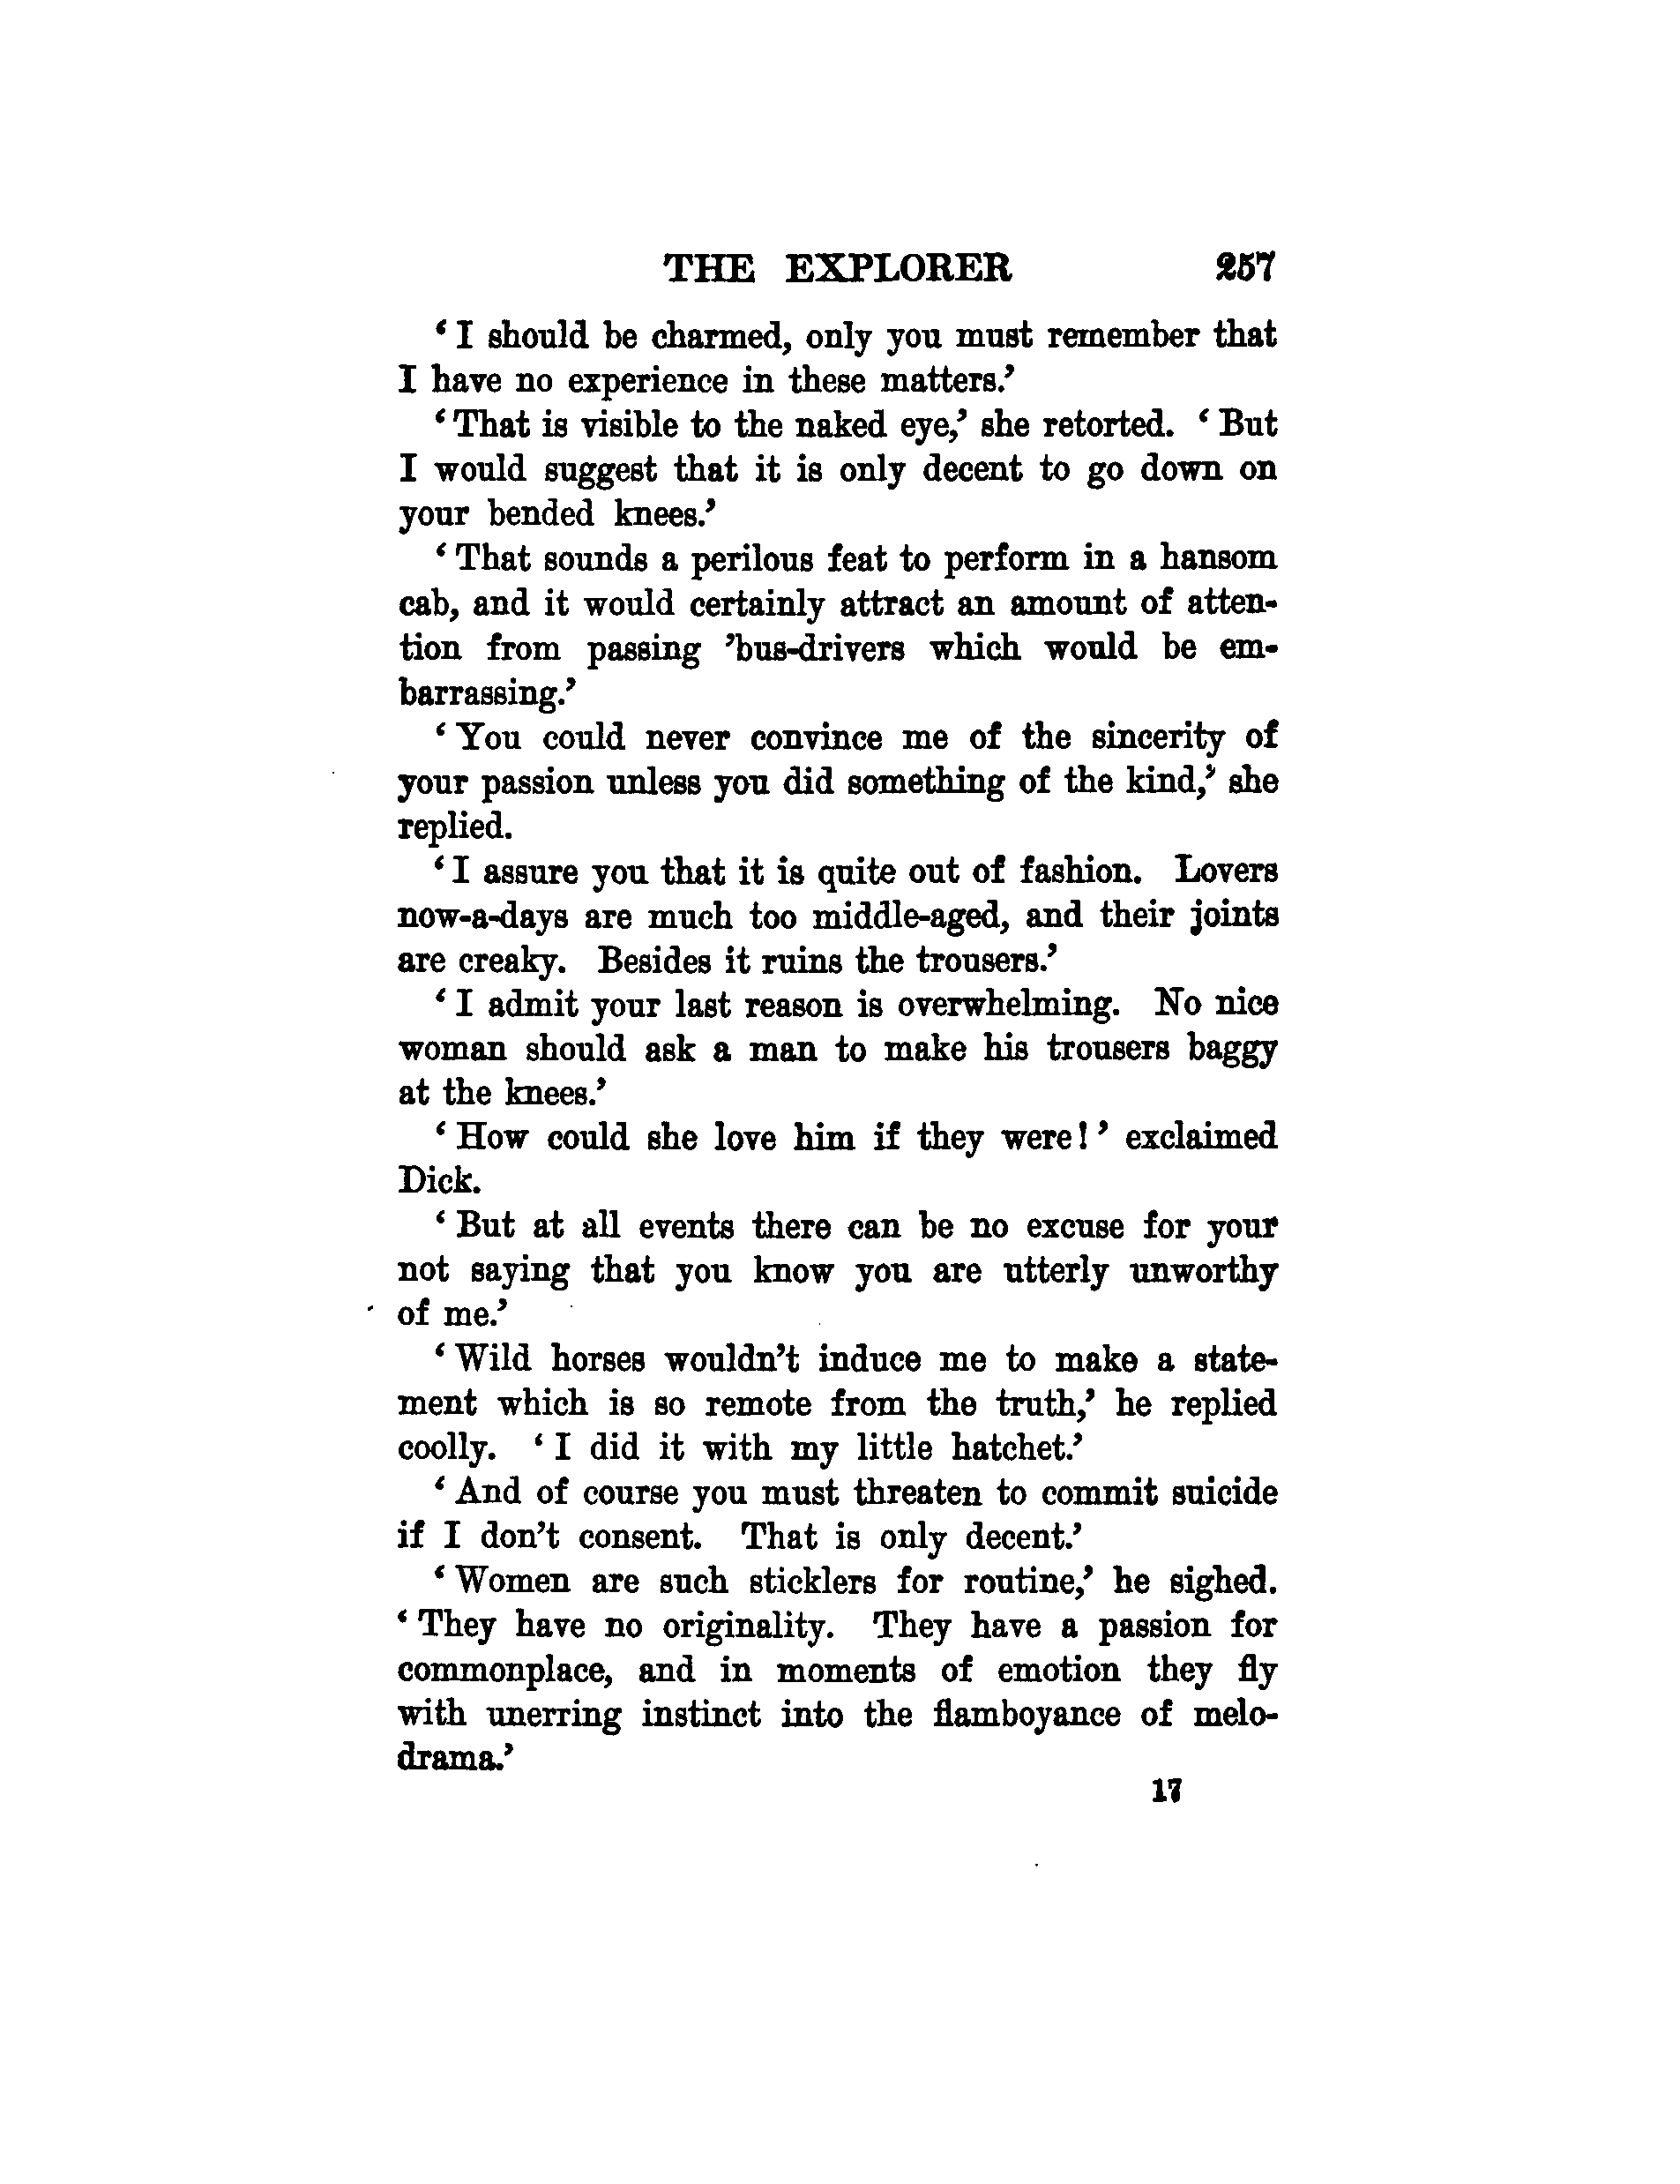 THE EXPLORER 257
‘I should be charmed, only you must remember that
I have no experience in these matters.’
‘That is visible to the naked eye,’ she retorted. ‘But
I would suggest that it is only decent to go down on
your bended knees.’
‘That sounds a perilous feat to perform in a hansom
cab, and it would certainly attract an amount of atten-
tion from passing ’bus-drivers which would be em-
barrassing.’
‘You could never convince me of the sincerity of
your passion unless you did something of the kind,’ she
replied.
‘I assure you that it is quite out of fashion. Lovers
now-a-days are much too middle-aged, and their joints
are creaky. Besides it ruins the trousers.’
‘I admit your last reason is overwhelming. No nice
woman should ask a man to make his trousers baggy
at the knees.’
‘How could she love him if they were!’ exclaimed
Dick.
‘But at all events there can be no excuse for your
not saying that you know you are utterly unworthy
of me.’
‘Wild horses wouldn’t induce me to make a state-
ment which is so remote from the truth,’ he replied
coolly. ‘I did it with my little hatchet.’
‘And of course you must threaten to commit suicide
if I don’t consent. That is only decent.’
‘Women are such sticklers for routine,’ he sighed.
‘They have no originality. They have a passion for
commonplace, and in moments of emotion they fly
with unerring instinct into the flamboyance of melo-
drama.’
17